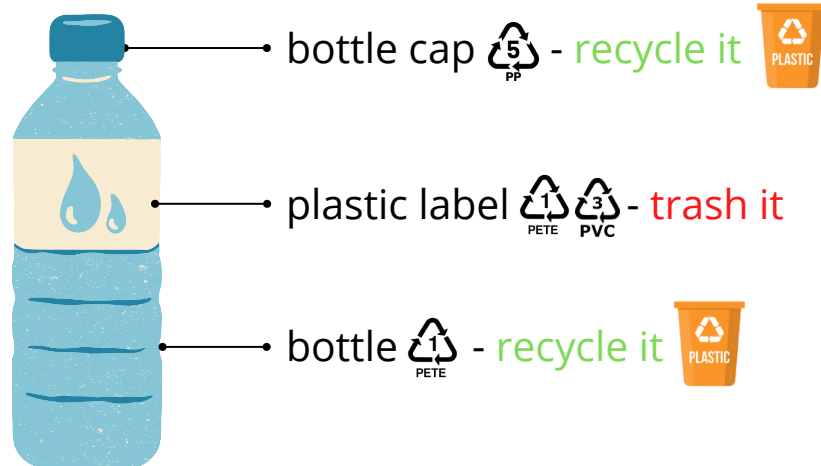 bottle cap 5 PP - recycle it PLASTIC
plastic label 1 PETE 3 PVC - trash it
bottle 1 PETE - recycle it PLASTIC